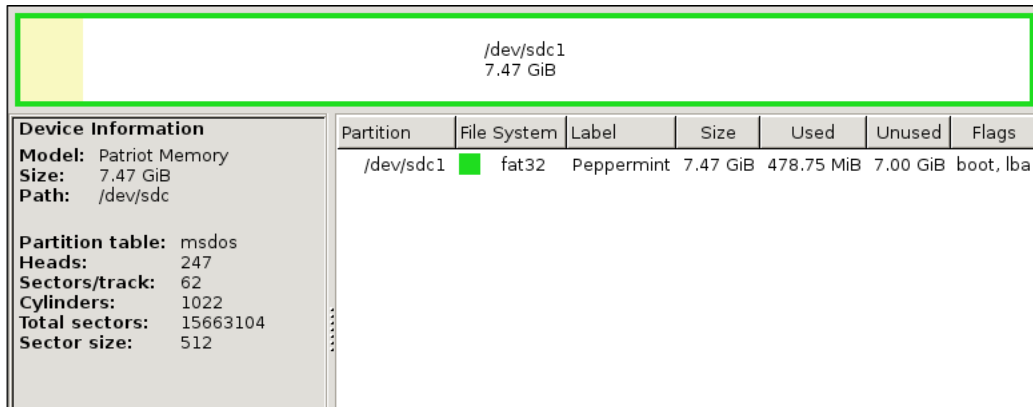 /dev/sdc1
7.47 GiB
Device Information
Model: Patriot Memory
Size: 7.47 GiB
Path: /dev/sdc
Partition table: msdos
Heads: 247
Sectors/track: 62
Cylinders: 1022
Total sectors: 15663104
Sector size: 512
Partition File System Label Size Used Unused Flags
/dev/sdc1 fat32 Peppermint 7.47 GiB 478.75 MiB 7.00 GiB boot, lba